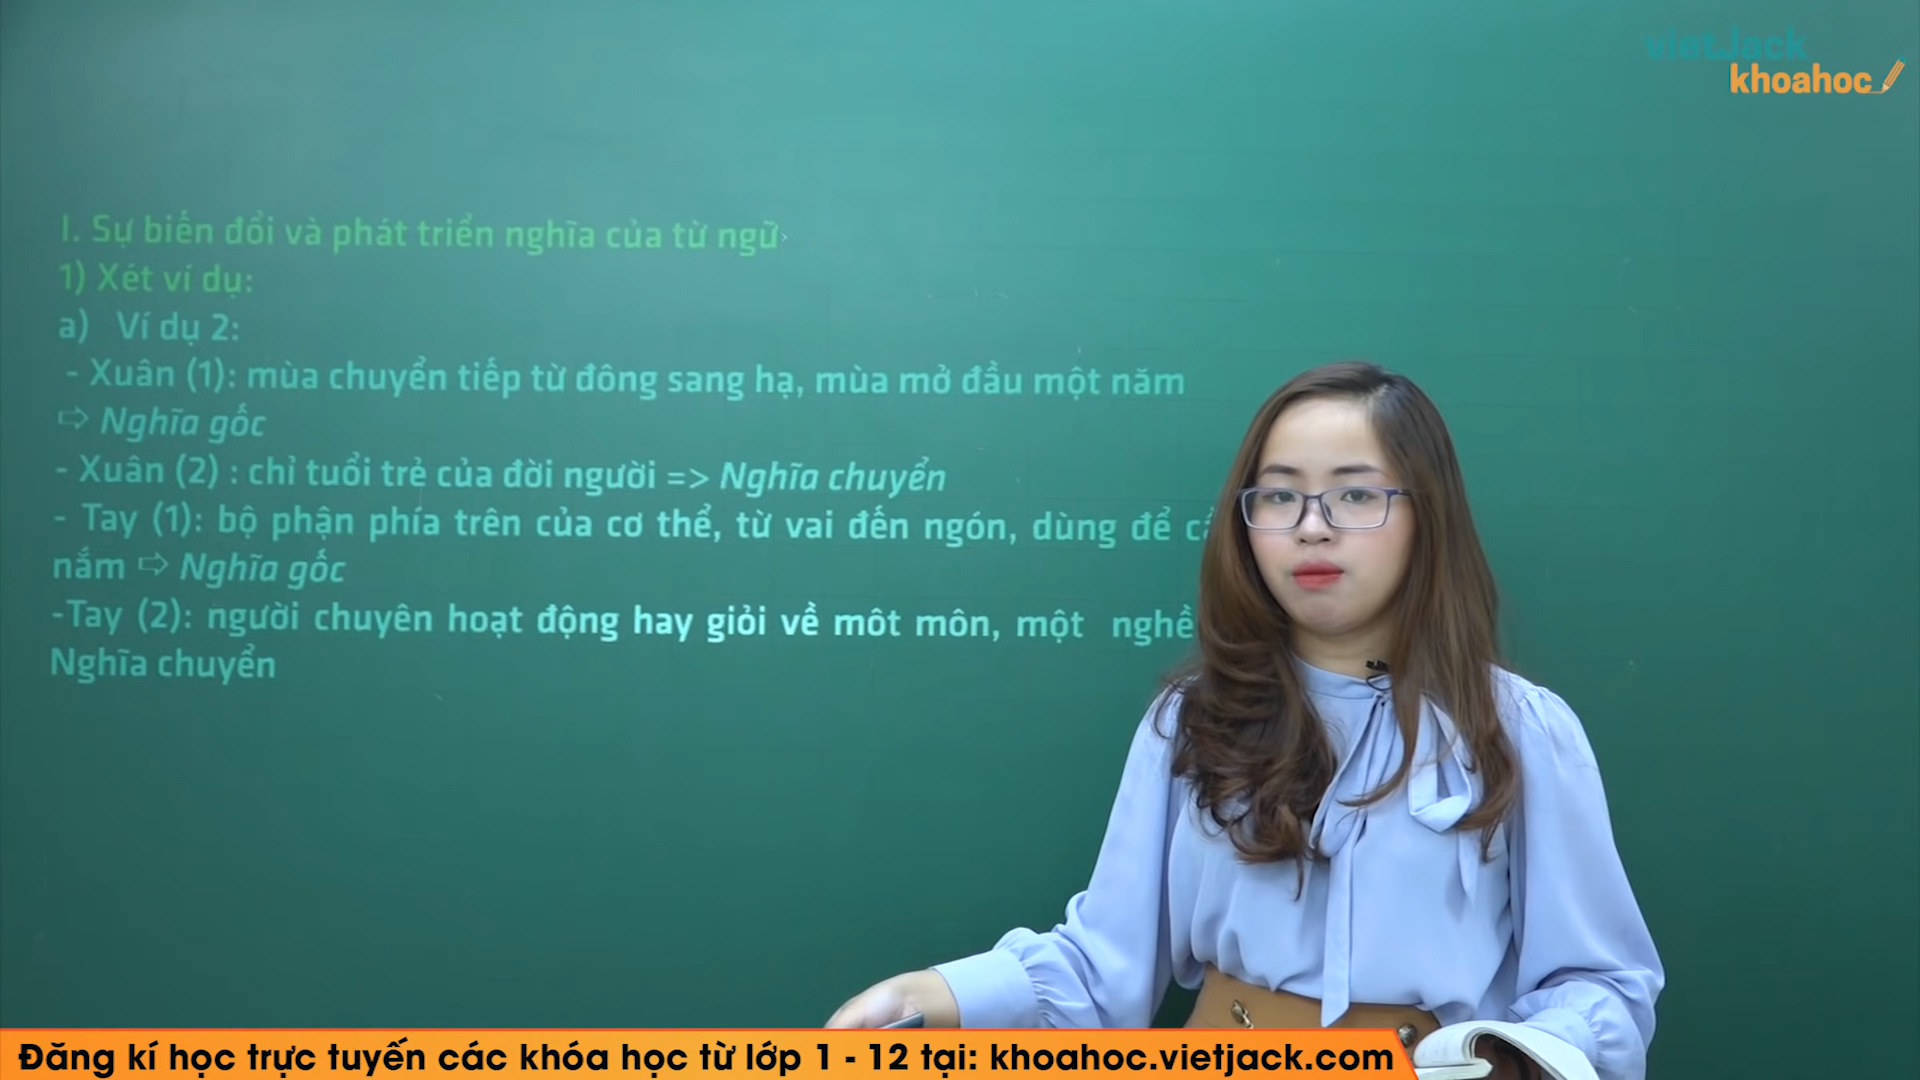 vietJack
khoahoc
I. Sự biến đổi và phát triển nghĩa của từ ngữ
1) Xét ví dụ:
a) Ví dụ 2:
- Xuân (1): mùa chuyển tiếp từ đông sang hạ, mùa mở đầu một năm
⇨ Nghĩa gốc
- Xuân (2) : chỉ tuổi trẻ của đời người => Nghĩa chuyển
- Tay (1): bộ phận phía trên của cơ thể, từ vai đến ngón, dùng để
nắm ⇨ Nghĩa gốc
-Tay (2): người chuyên hoạt động hay giỏi về môt môn, một nghề
Nghĩa chuyển
Đăng kí học trực tuyến các khóa học từ lớp 1 - 12 tại: khoahoc.vietjack.com